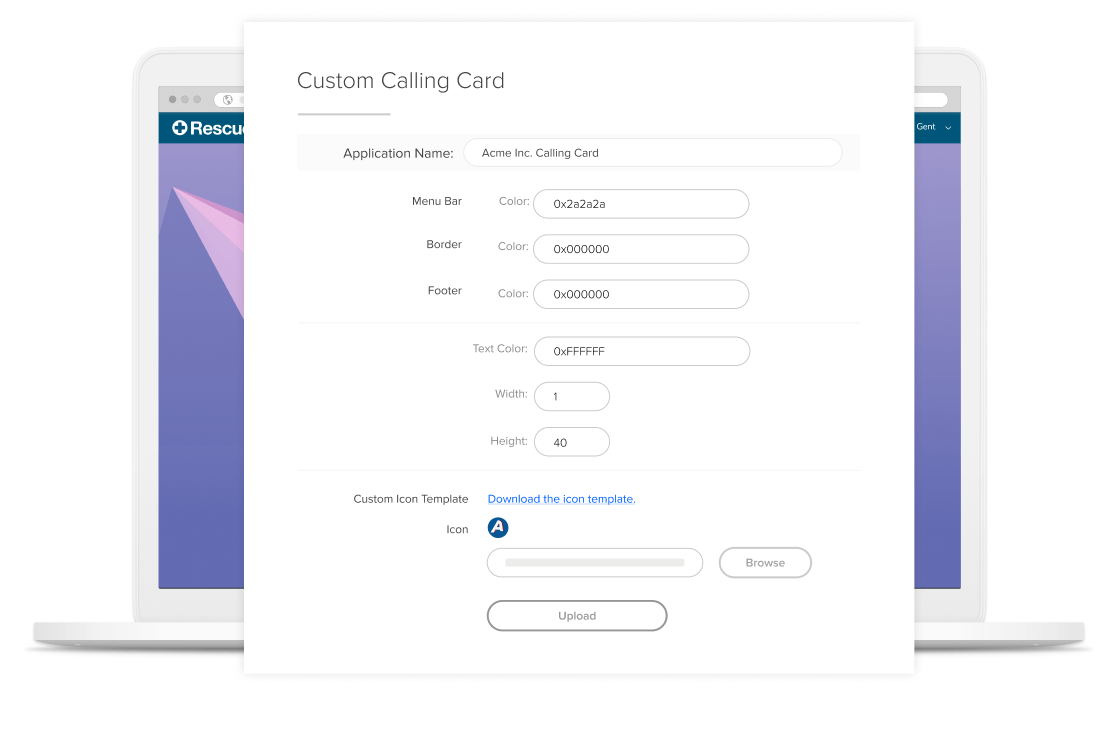 Custom Calling Card
Rescue
Gent
Application Name: Acme Inc. Calling Card
Menu Bar Color: 0x2a2a2a
Border Color: 0x000000
Footer Color: 0x000000
Text Color: 0xFFFFFF
Width: 1
Height: 40
Custom Icon Template Download the icon template.
Icon A
Browse
Upload